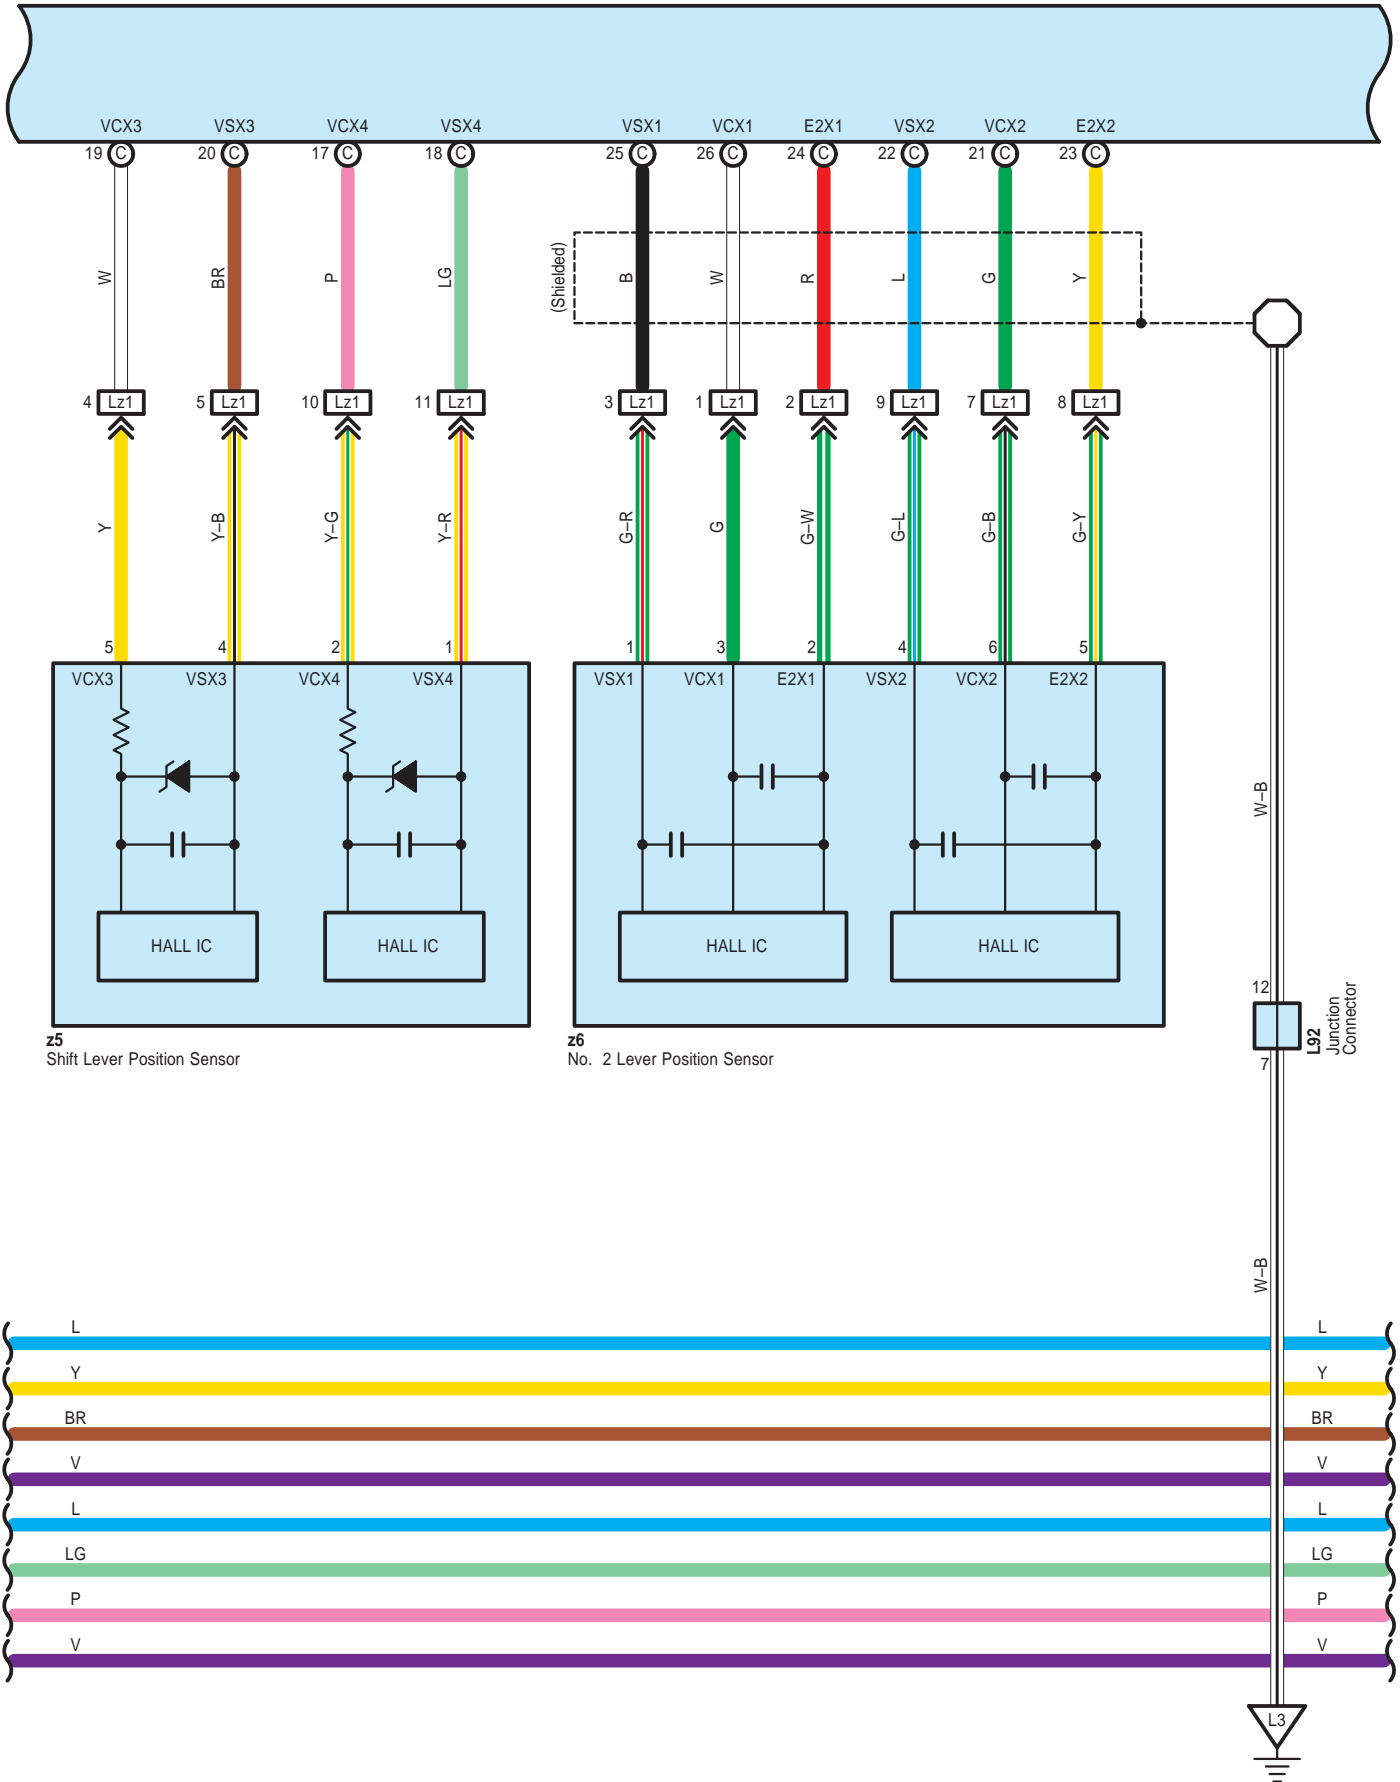 VCX3 VSX3 VCX4 VSX4 VSX1 VCX1 E2X1 VSX2 VCX2 E2X2
19 C 20 C 17 C 18 C 25 C 26 C 24 C 22 C 21 C 23 C
(Shielded)
W BR P LG B W R L G Y
4 Lz1 5 Lz1 10 Lz1 11 Lz1 3 Lz1 1 Lz1 2 Lz1 9 Lz1 7 Lz1 8 Lz1
Y Y–B Y–G Y–R G–R G G–W G–L G–B G–Y
5 4 2 1 1 3 2 4 6 5
VCX3 VSX3 VCX4 VSX4 VSX1 VCX1 E2X1 VSX2 VCX2 E2X2
W–B
HALL IC HALL IC HALL IC HALL IC
12
L92
Junction
Connector
7
z5
Shift Lever Position Sensor
z6
No. 2 Lever Position Sensor
W–B
L L
Y Y
BR BR
V V
L L
LG LG
P P
V V
L3